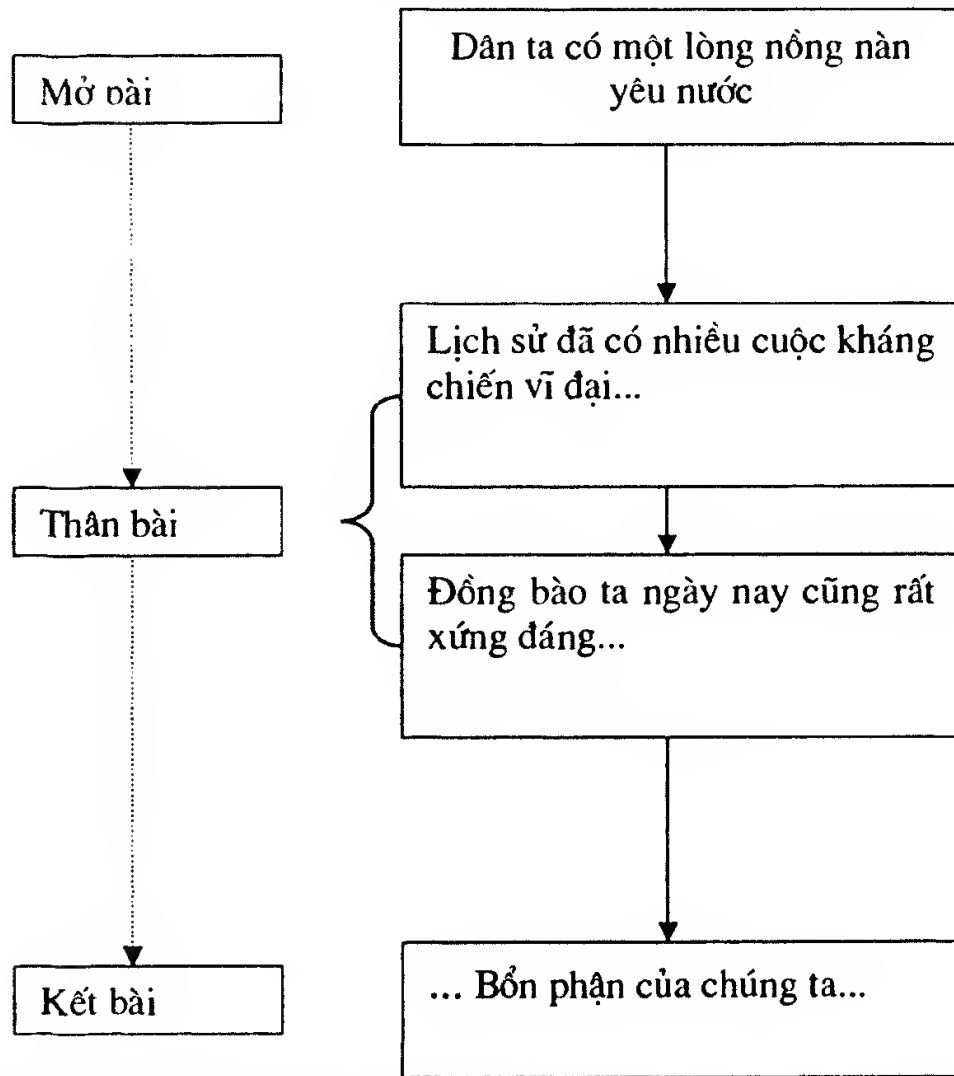 Mở bài
Dân ta có một lòng nồng nàn
yêu nước
Lịch sử đã có nhiều cuộc kháng
chiến vĩ đại...
Thân bài
Đồng bào ta ngày nay cũng rất
xứng đáng...
Kết bài
... Bổn phận của chúng ta...